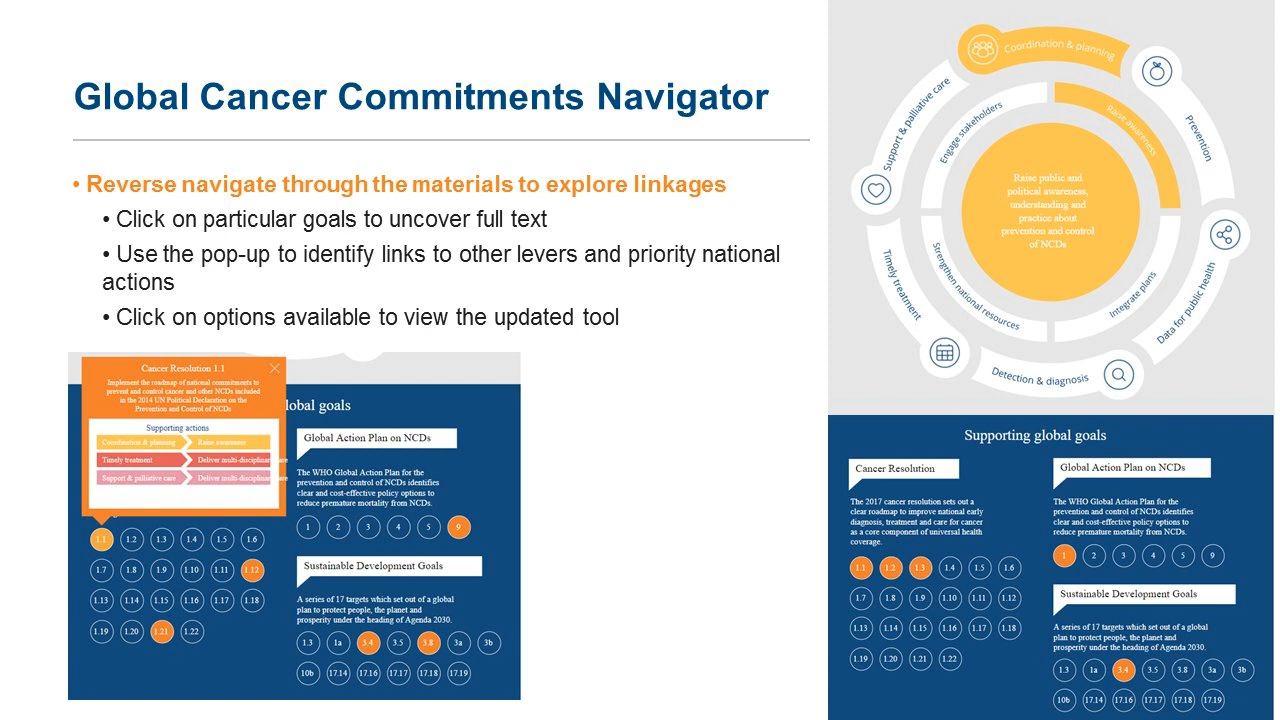 Global Cancer Commitments Navigator
• Reverse navigate through the materials to explore linkages
• Click on particular goals to uncover full text
• Use the pop-up to identify links to other levers and priority national
actions
• Click on options available to view the updated tool
Cancer Resolution 1.1
Implement the roadmap of national commitments to
prevent and control cancer and other NCDs included
in the 2014 UN Political Declaration on the
Prevention and Control of NCDs
Supporting actions
Coordination & planning
Raise awareness
Timely treatment
Deliver multi-disciplinary care
Support & palliative care
Deliver multi-disciplinary care
lobal goals
1.1 1.2 1.3 1.4 1.5 1.6
1.7 1.8 1.9 1.10 1.11 1.12
1.13 1.14 1.15 1.16 1.17 1.18
1.19 1.20 1.21 1.22
Global Action Plan on NCDs
The WHO Global Action Plan for the
prevention and control of NCDs identifies
clear and cost-effective policy options to
reduce premature mortality from NCDs.
1 2 3 4 5 9
Sustainable Development Goals
A series of 17 targets which set out of a global
plan to protect people, the planet and
prosperity under the heading of Agenda 2030.
1.3 1a 3.4 3.5 3.8 3a 3b
10b 17.14 17.16 17.17 17.18 17.19
Coordination & planning
Prevention
Data for public health
Detection & diagnosis
Timely treatment
Support & palliative care
Engage stakeholders
Raise awareness
Integrate plans
Strengthen national resources
Raise public and
political awareness,
understanding and
practice about
prevention and control
of NCDs
Supporting global goals
Cancer Resolution
The 2017 cancer resolution sets out a
clear roadmap to improve national early
diagnosis, treatment and care for cancer
as a core component of universal health
coverage.
1.1 1.2 1.3 1.4 1.5 1.6
1.7 1.8 1.9 1.10 1.11 1.12
1.13 1.14 1.15 1.16 1.17 1.18
1.19 1.20 1.21 1.22
Global Action Plan on NCDs
The WHO Global Action Plan for the
prevention and control of NCDs identifies
clear and cost-effective policy options to
reduce premature mortality from NCDs.
1 2 3 4 5 9
Sustainable Development Goals
A series of 17 targets which set out of a global
plan to protect people, the planet and
prosperity under the heading of Agenda 2030.
1.3 1a 3.4 3.5 3.8 3a 3b
10b 17.14 17.16 17.17 17.18 17.19